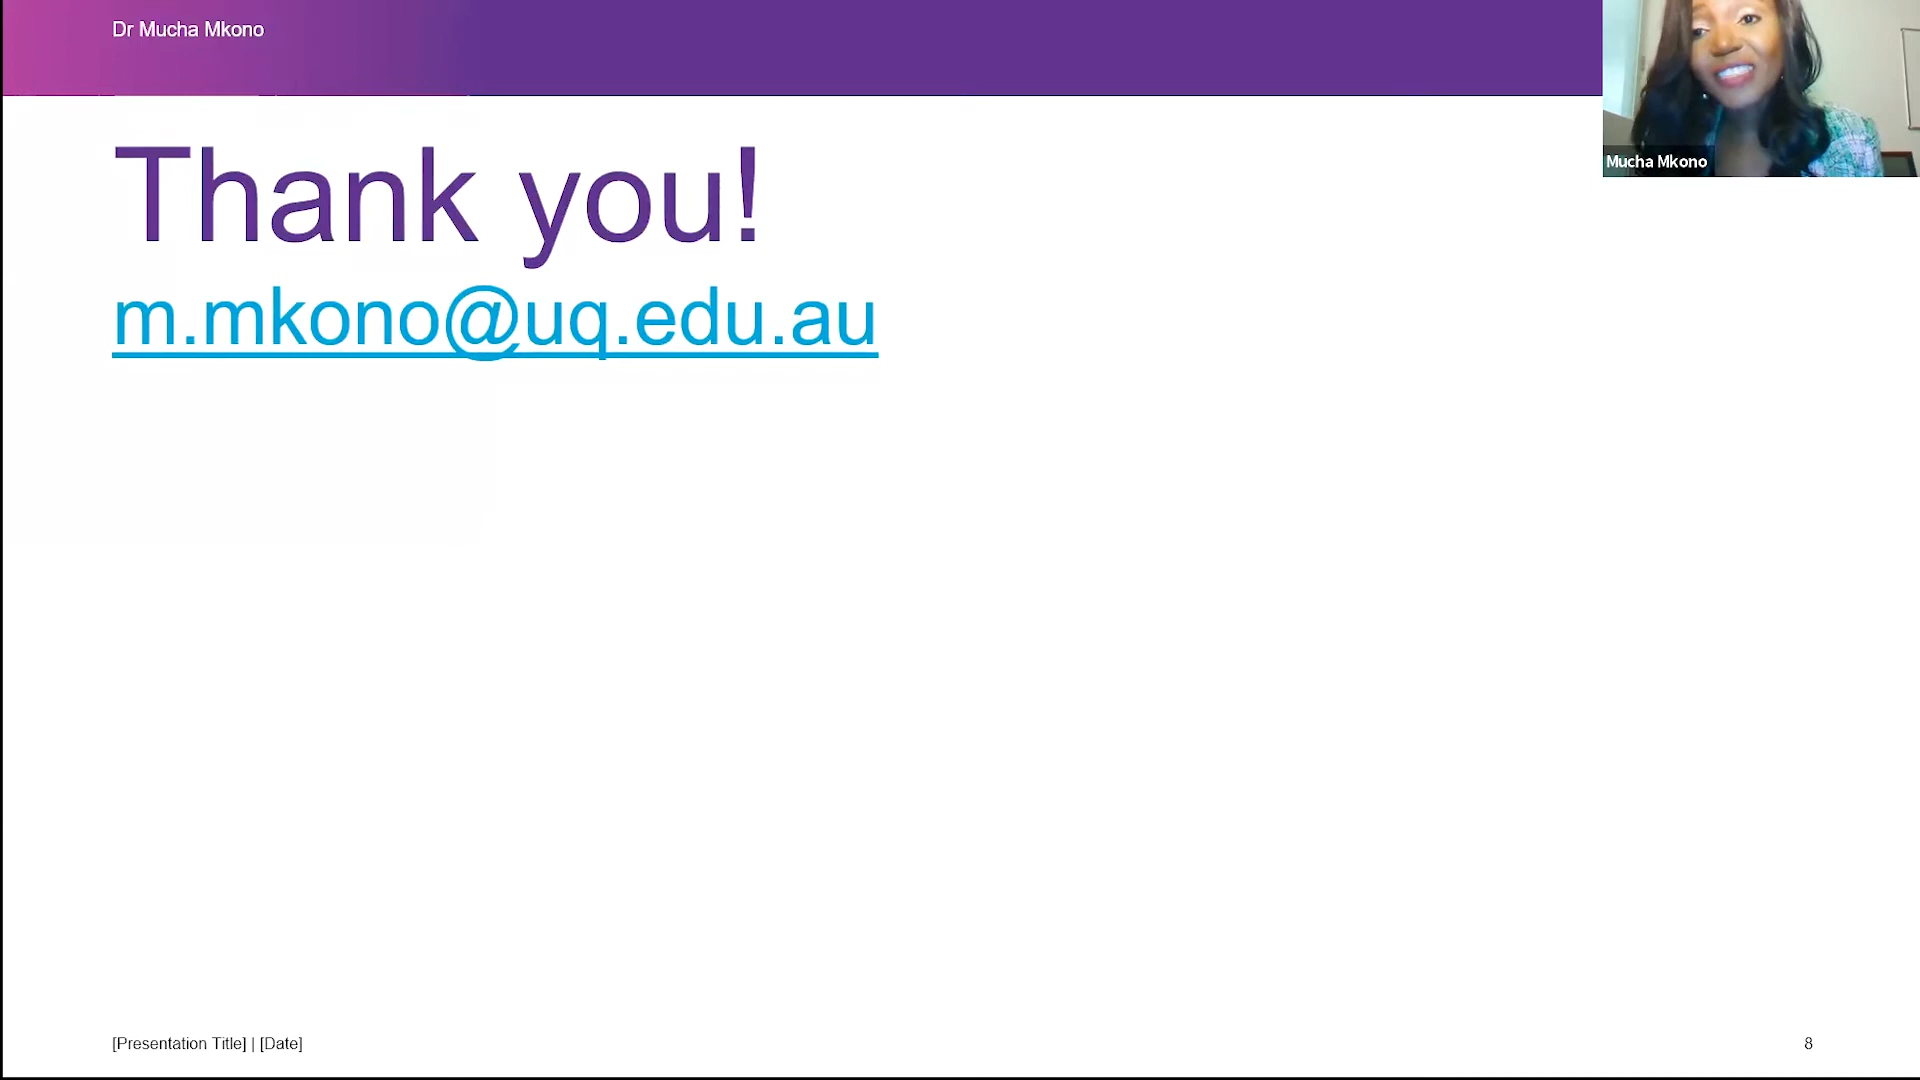 Dr Mucha Mkono
Mucha Mkono
Thank you!
m.mkono@uq.edu.au
[Presentation Title] | [Date]
8